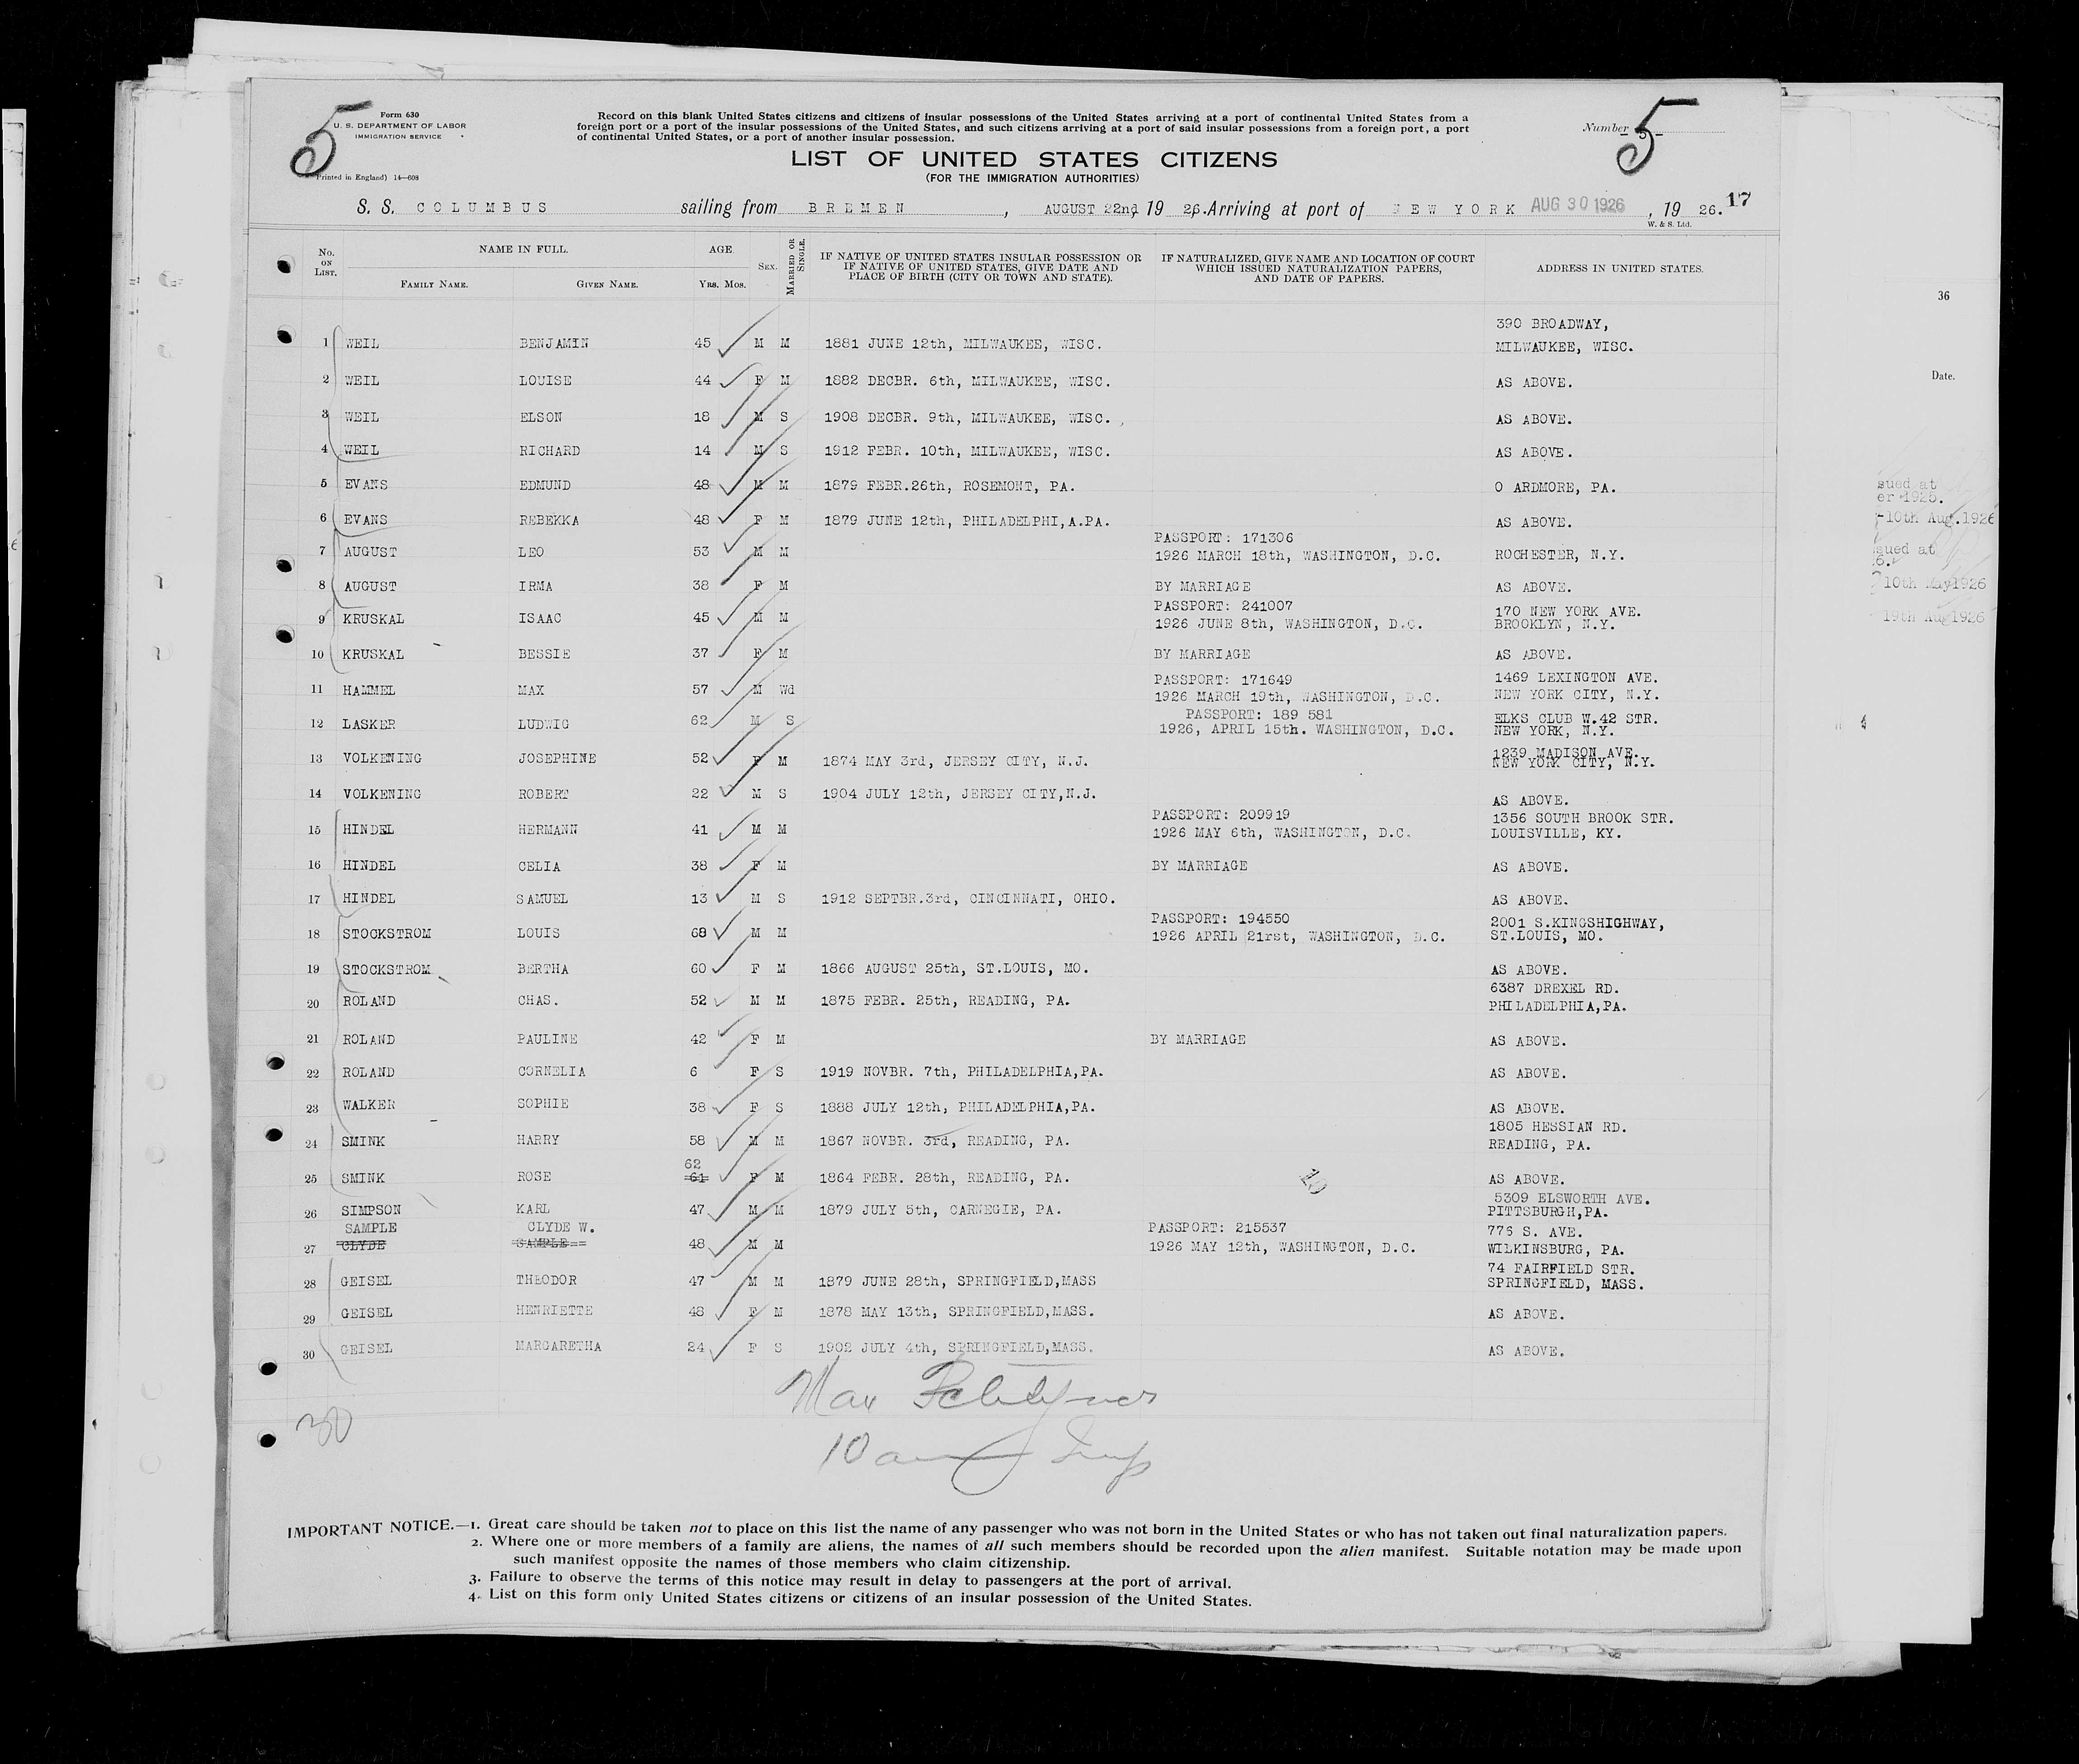 5
Form 630
U. S. DEPARTMENT OF LABOR
IMMIGRATION SERVICE
Printed in England) 14—608
Record on this blank United States citizens and citizens of insular possessions of the United States arriving at a port of continental United States from a
foreign port or a port of the insular possessions of the United States, and such citizens arriving at a port of said insular possessions from a foreign port, a port
of continental United States, or a port of another insular possession.
Number - 5 -
5
LIST OF UNITED STATES CITIZENS
(FOR THE IMMIGRATION AUTHORITIES)
S. S. COLUMBUS sailing from BREMEN, AUGUST 22nd 19 26. Arriving at port of NEW YORK AUG 30 1926, 19 26. 17
W. & S. Ltd.
No. ON LIST. NAME IN FULL. FAMILY NAME. GIVEN NAME. AGE. YRS. MOS. SEX. MARRIED OR SINGLE. IF NATIVE OF UNITED STATES INSULAR POSSESSION OR IF NATIVE OF UNITED STATES, GIVE DATE AND PLACE OF BIRTH (CITY OR TOWN AND STATE). IF NATURALIZED, GIVE NAME AND LOCATION OF COURT WHICH ISSUED NATURALIZATION PAPERS, AND DATE OF PAPERS. ADDRESS IN UNITED STATES.
390 BROADWAY,
1 WEIL BENJAMIN 45 M M 1881 JUNE 12th, MILWAUKEE, WISC. MILWAUKEE, WISC.
2 WEIL LOUISE 44 F M 1882 DECBR. 6th, MILWAUKEE, WISC. AS ABOVE.
3 WEIL ELSON 18 M S 1908 DECBR. 9th, MILWAUKEE, WISC. , AS ABOVE.
4 WEIL RICHARD 14 M S 1912 FEBR. 10th, MILWAUKEE, WISC. AS ABOVE.
5 EVANS EDMUND 48 M M 1879 FEBR.26th, ROSEMONT, PA. O ARDMORE, PA.
6 EVANS REBEKKA 48 F M 1879 JUNE 12th, PHILADELPHI,A.PA. AS ABOVE.
PASSPORT: 171306
7 AUGUST LEO 53 M M 1926 MARCH 18th, WASHINGTON, D.C. ROCHESTER, N.Y.
8 AUGUST IRMA 38 F M BY MARRIAGE AS ABOVE.
PASSPORT: 241007 170 NEW YORK AVE.
9 KRUSKAL ISAAC 45 M M 1926 JUNE 8th, WASHINGTON, D.C. BROOKLYN, N.Y.
10 KRUSKAL BESSIE 37 F M BY MARRIAGE AS ABOVE.
PASSPORT: 171649 1469 LEXINGTON AVE.
11 HAMMEL MAX 57 M Wd 1926 MARCH 19th, WASHINGTON, D.C. NEW YORK CITY, N.Y.
PASSPORT: 189 581 ELKS CLUB W.42 STR.
12 LASKER LUDWIG 62 M S 1926, APRIL 15th. WASHINGTON, D.C. NEW YORK, N.Y.
1239 MADISON AVE.
13 VOLKENING JOSEPHINE 52 F M 1874 MAY 3rd, JERSEY CITY, N.J. NEW YORK CITY, N.Y.
14 VOLKENING ROBERT 22 M S 1904 JULY 12th, JERSEY CITY,N.J. AS ABOVE.
PASSPORT: 209919 1356 SOUTH BROOK STR.
15 HINDEL HERMANN 41 M M 1926 MAY 6th, WASHINGTON, D.C. LOUISVILLE, KY.
16 HINDEL CELIA 38 F M BY MARRIAGE AS ABOVE.
17 HINDEL SAMUEL 13 M S 1912 SEPTBR.3rd, CINCINNATI, OHIO. AS ABOVE.
PASSPORT: 194550 2001 S.KINGSHIGHWAY,
18 STOCKSTROM LOUIS 68 M M 1926 APRIL 21rst, WASHINGTON, D.C. ST.LOUIS, MO.
19 STOCKSTROM BERTHA 60 F M 1866 AUGUST 25th, ST.LOUIS, MO. AS ABOVE.
6387 DREXEL RD.
20 ROLAND CHAS. 52 M M 1875 FEBR. 25th, READING, PA. PHILADELPHIA,PA.
21 ROLAND PAULINE 42 F M BY MARRIAGE AS ABOVE.
22 ROLAND CORNELIA 6 F S 1919 NOVBR. 7th, PHILADELPHIA,PA. AS ABOVE.
23 WALKER SOPHIE 38 F S 1888 JULY 12th, PHILADELPHIA,PA. AS ABOVE.
1805 HESSIAN RD.
24 SMINK HARRY 58 M M 1867 NOVBR. 3rd, READING, PA. READING, PA.
62
25 SMINK ROSE 61 F M 1864 FEBR. 28th, READING, PA. 10 AS ABOVE.
5309 ELSWORTH AVE.
26 SIMPSON KARL 47 M M 1879 JULY 5th, CARNEGIE, PA. PITTSBURGH,PA.
SAMPLE CLYDE W. PASSPORT: 215537 776 S. AVE.
27 CLYDE SAMPLE 48 M M 1926 MAY 12th, WASHINGTON, D.C. WILKINSBURG, PA.
74 FAIRFIELD STR.
28 GEISEL THEODOR 47 M M 1879 JUNE 28th, SPRINGFIELD,MASS SPRINGFIELD, MASS.
29 GEISEL HENRIETTE 48 F M 1878 MAY 13th, SPRINGFIELD,MASS. AS ABOVE.
30 GEISEL MARGARETHA 24 F S 1902 JULY 4th, SPRINGFIELD,MASS. AS ABOVE.
Max
30
10
IMPORTANT NOTICE.—1. Great care should be taken not to place on this list the name of any passenger who was not born in the United States or who has not taken out final naturalization papers.
2. Where one or more members of a family are aliens, the names of all such members should be recorded upon the alien manifest. Suitable notation may be made upon
such manifest opposite the names of those members who claim citizenship.
3. Failure to observe the terms of this notice may result in delay to passengers at the port of arrival.
4. List on this form only United States citizens or citizens of an insular possession of the United States.
36
Date.
sued at
er 1925.
10th Aug.1926
sued at
6.
10th May1926
19th Aug1926